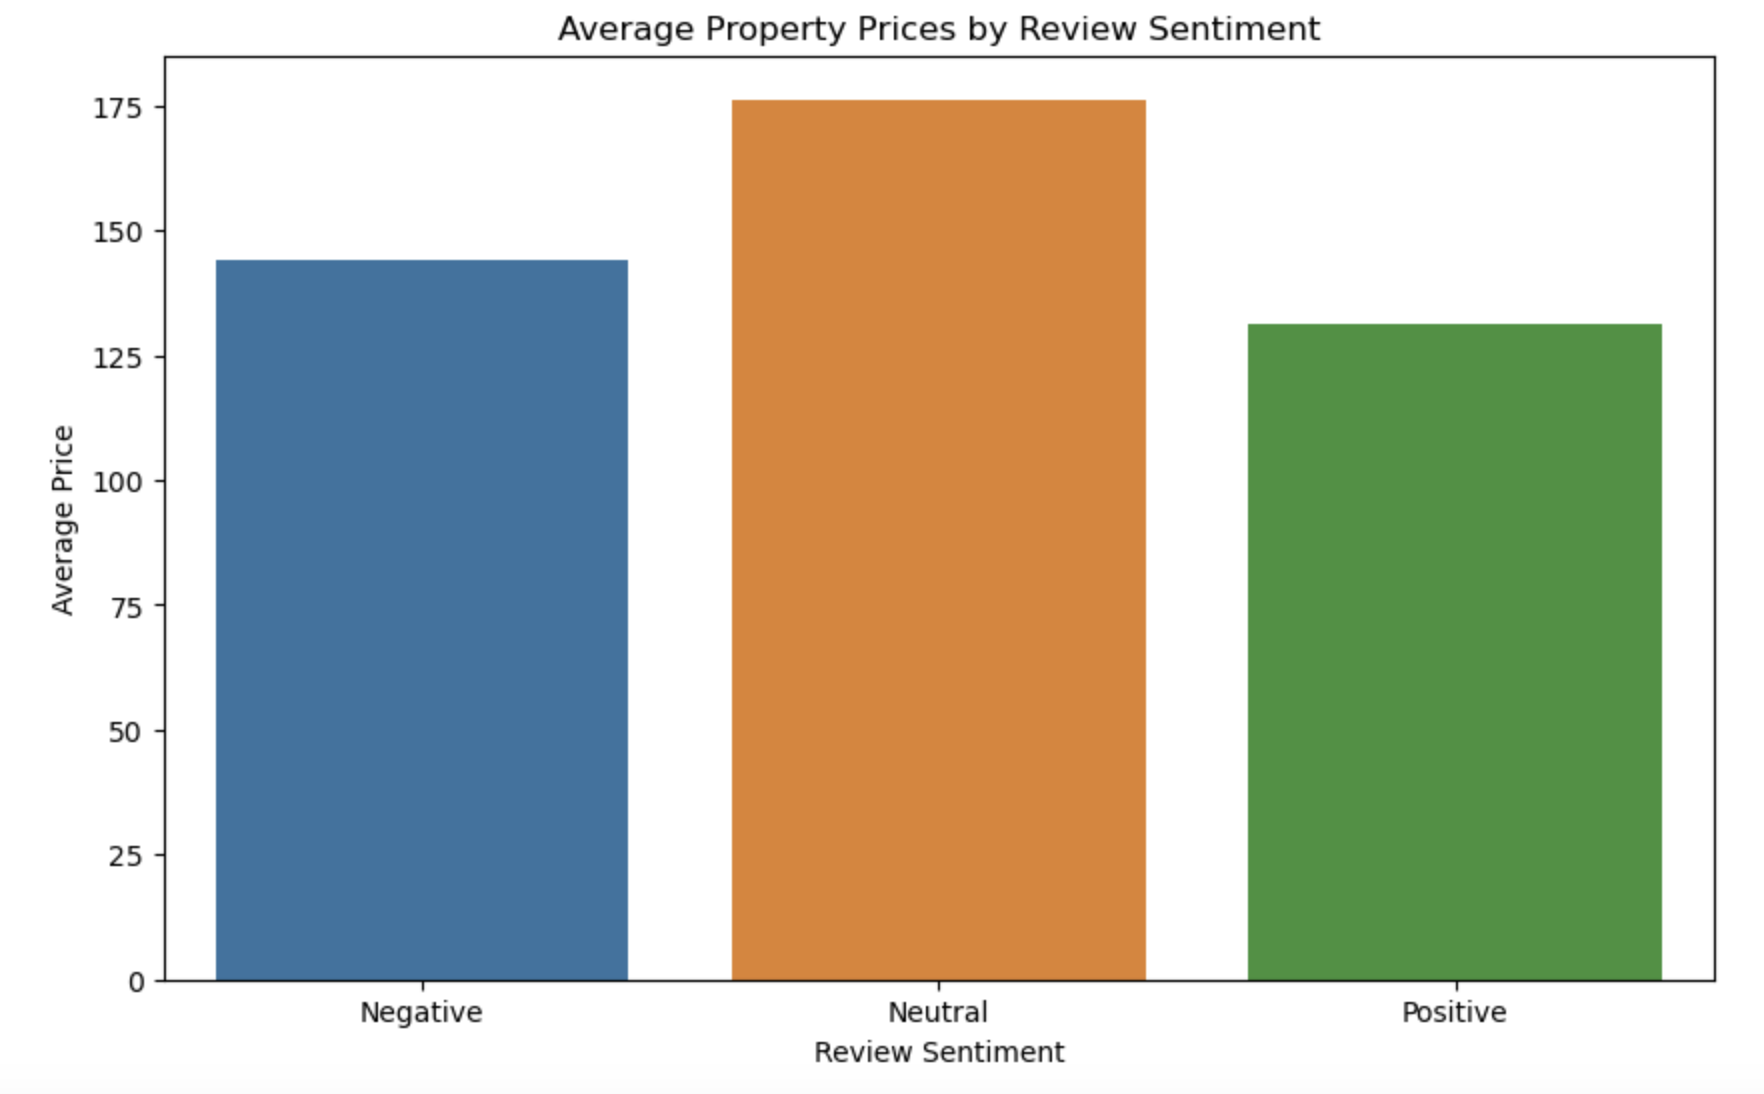 Average Property Prices by Review Sentiment
175
150
125
100
75
50
25
0
Average Price
Negative
Neutral
Positive
Review Sentiment